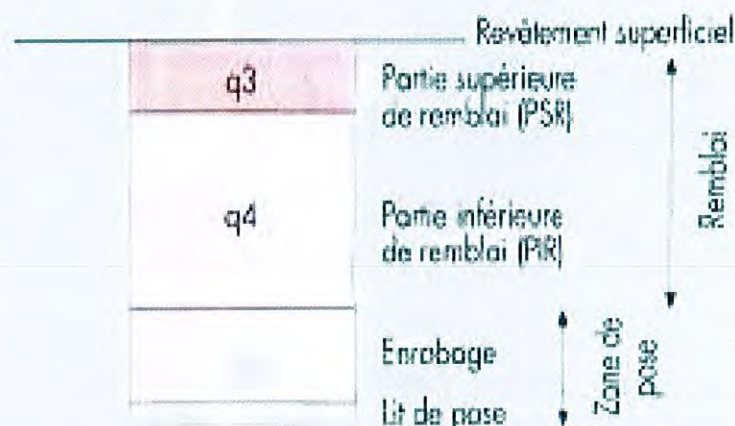 Revêtement superficiel
q3
Partie supérieure
de remblai (PSR)
Remblai
q4
Partie inférieure
de remblai (PIR)
Enrobage
Zone de
pose
Lit de pose